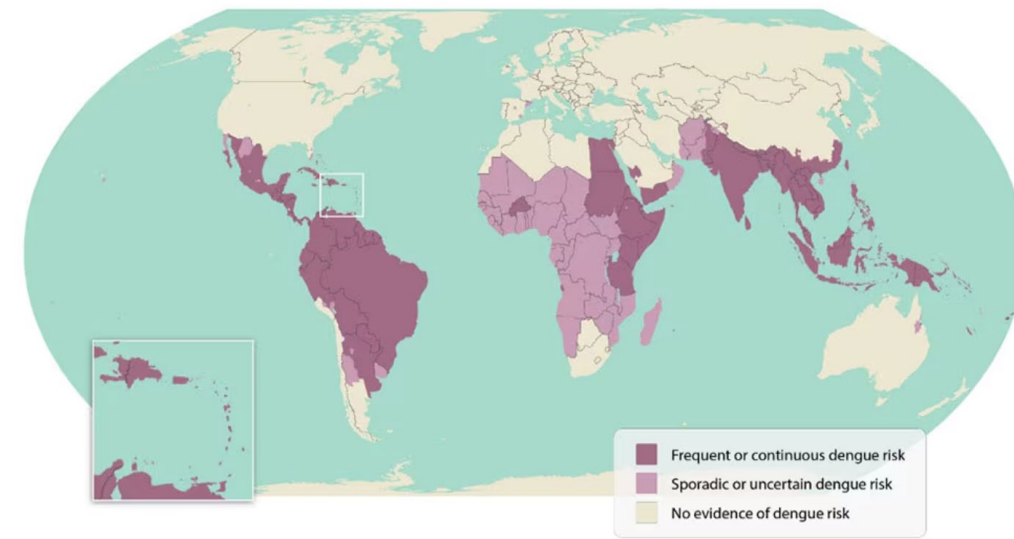 Frequent or continuous dengue risk
Sporadic or uncertain dengue risk
No evidence of dengue risk